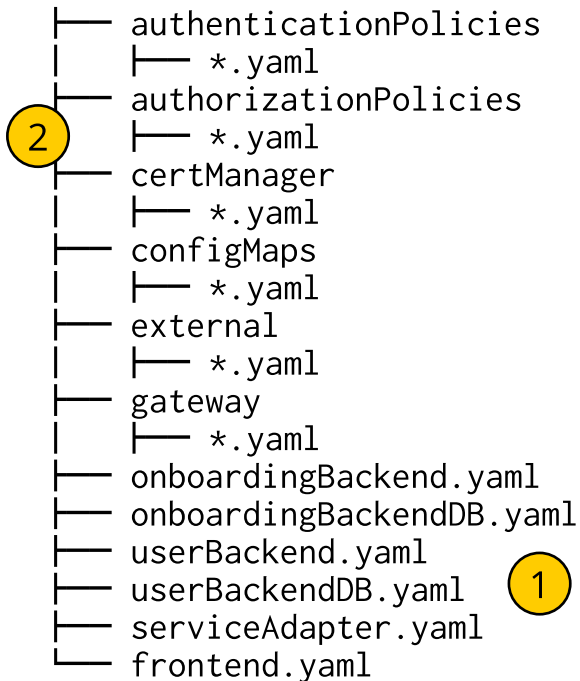 ├── authenticationPolicies
│   ├── *.yaml
├── authorizationPolicies
2
├── *.yaml
├── certManager
│   ├── *.yaml
├── configMaps
│   ├── *.yaml
├── external
│   ├── *.yaml
├── gateway
│   ├── *.yaml
├── onboardingBackend.yaml
├── onboardingBackendDB.yaml
├── userBackend.yaml
├── userBackendDB.yaml
1
├── serviceAdapter.yaml
└── frontend.yaml